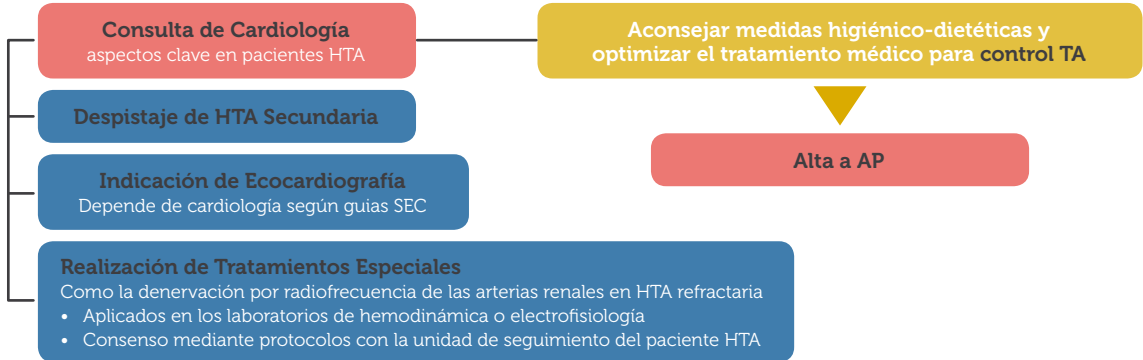 Consulta de Cardiología
aspectos clave en pacientes HTA
Aconsejar medidas higiénico-dietéticas y
optimizar el tratamiento médico para control TA
Despistaje de HTA Secundaria
Alta a AP
Indicación de Ecocardiografía
Depende de cardiología según guias SEC
Realización de Tratamientos Especiales
Como la denervación por radiofrecuencia de las arterias renales en HTA refractaria
• Aplicados en los laboratorios de hemodinámica o electrofisiología
• Consenso mediante protocolos con la unidad de seguimiento del paciente HTA